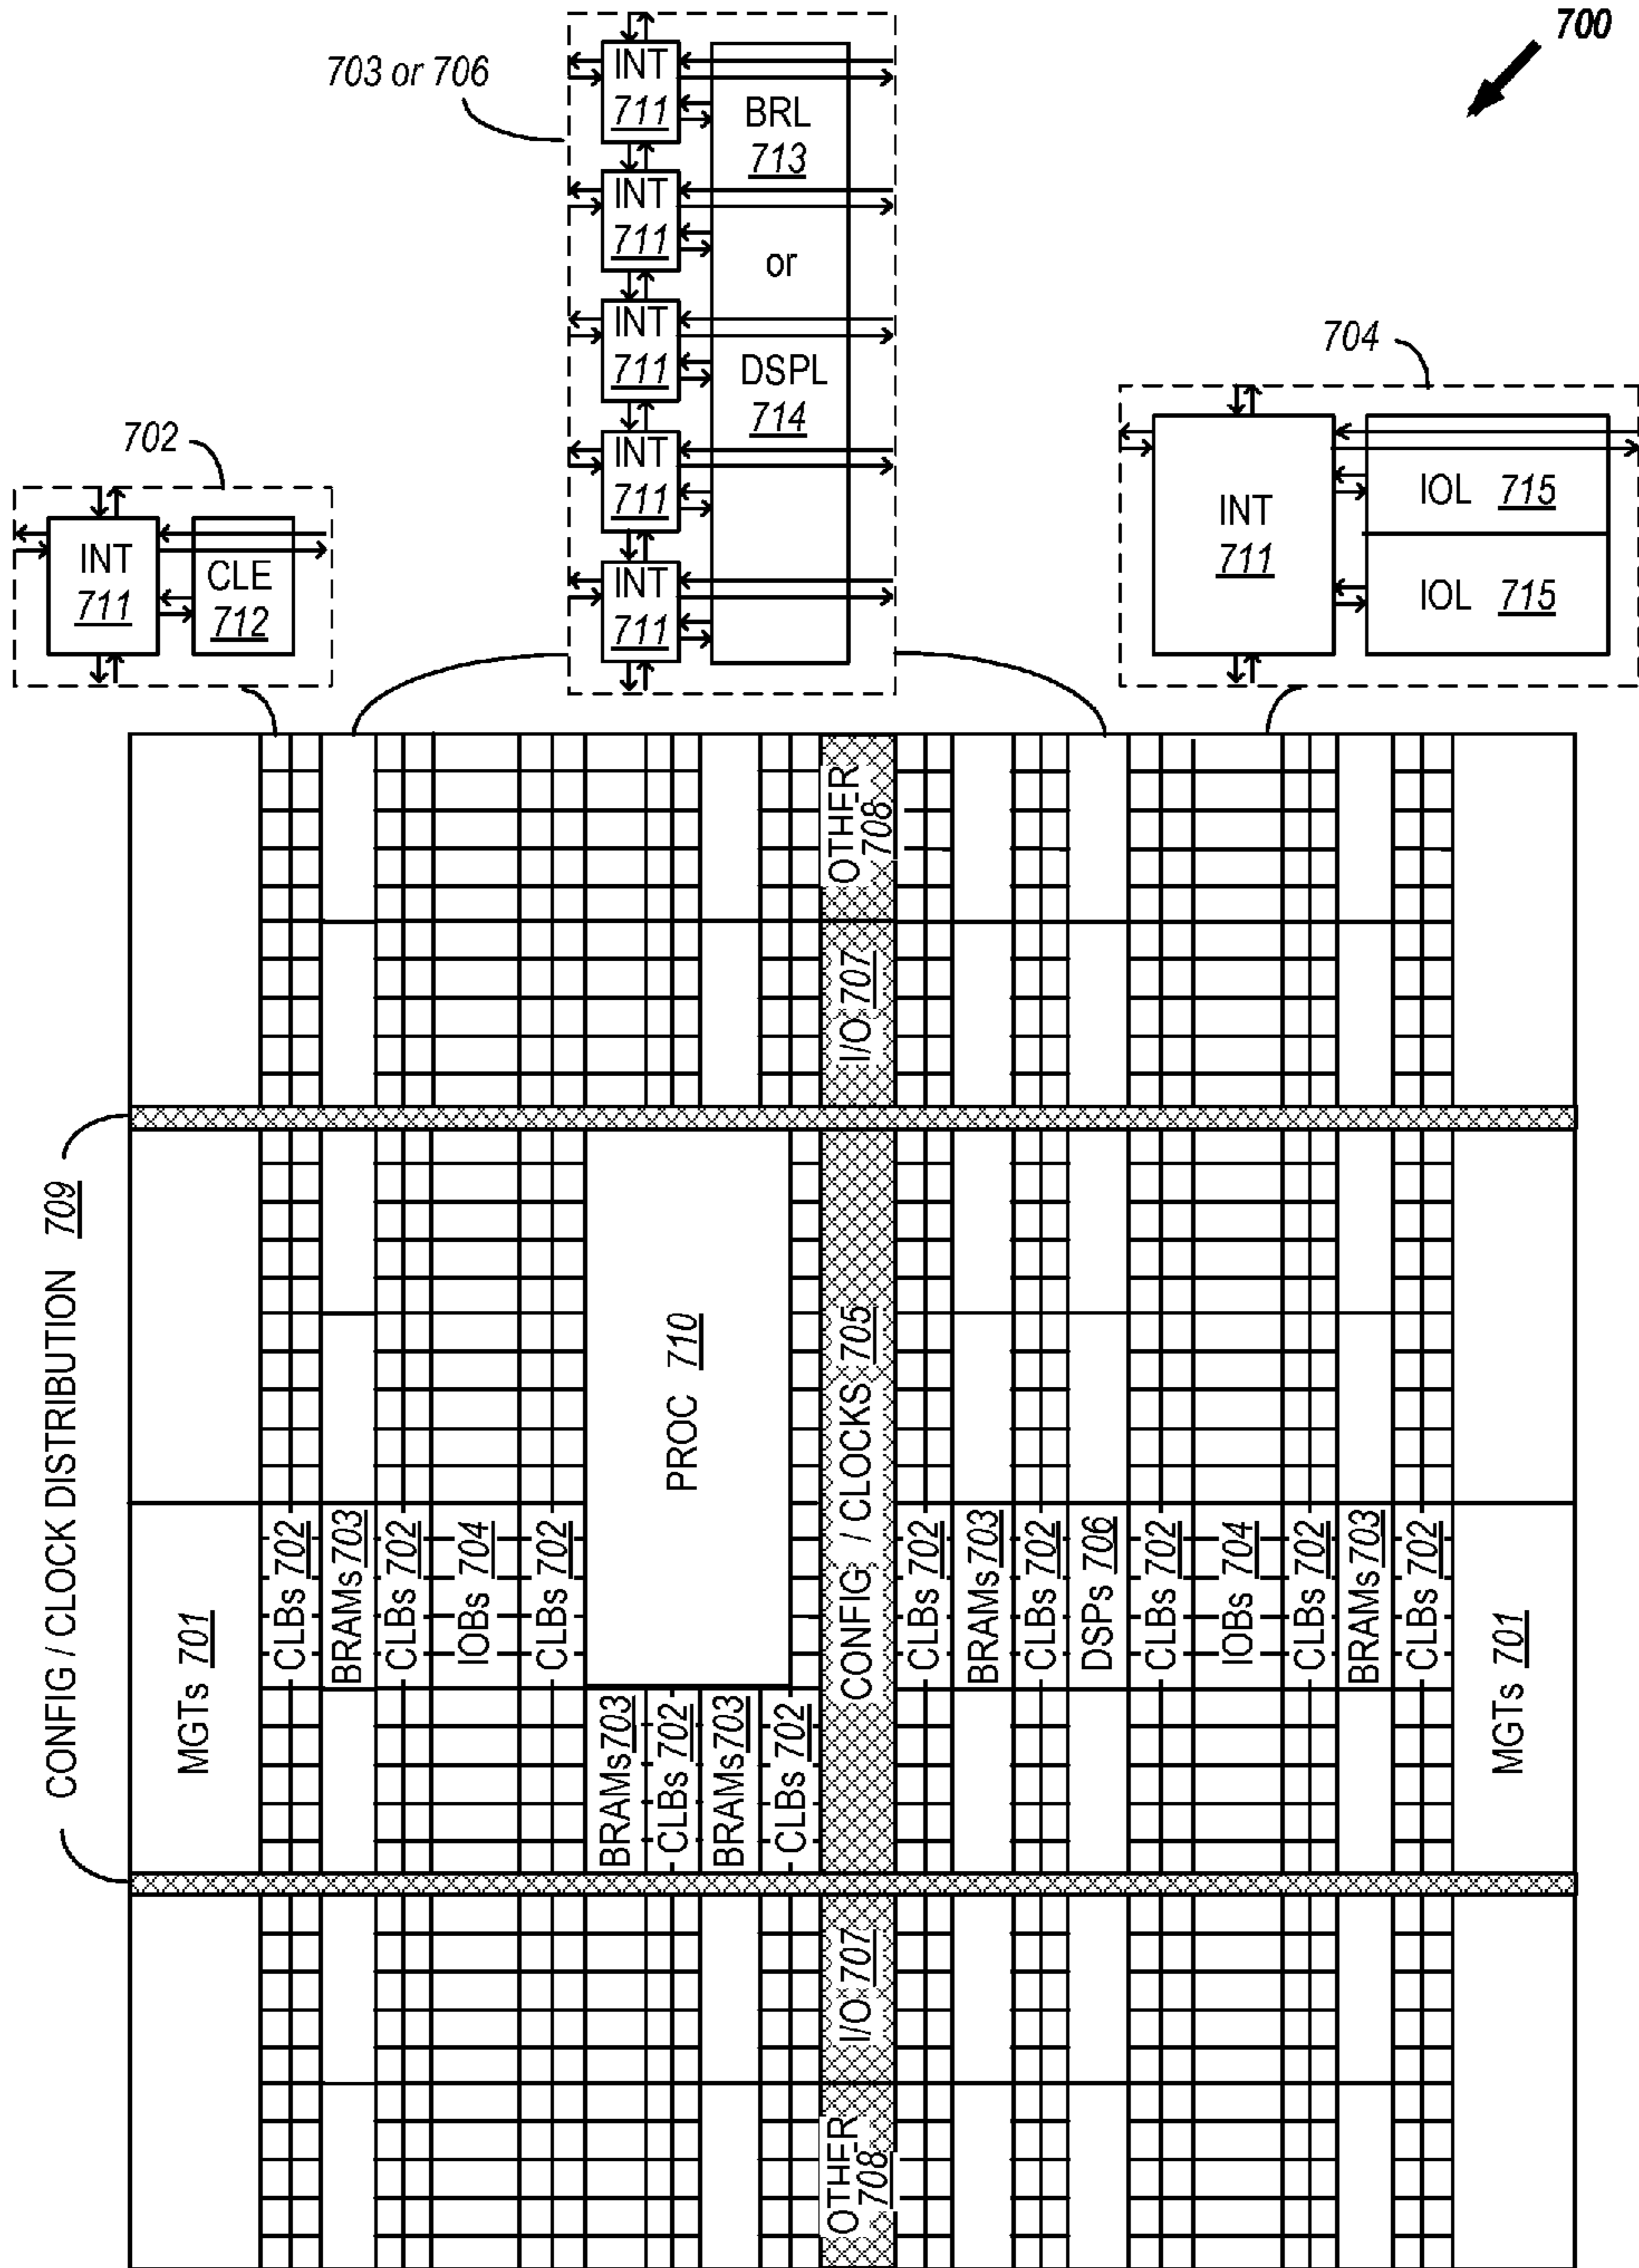 700
703 or 706
INT
711
INT
711
INT
711
INT
711
INT
711
BRL
713
or
DSPL
714
704
INT
711
IOL 715
IOL 715
702
INT
711
CLE
712
CONFIG / CLOCK DISTRIBUTION 709
OTHER
708
I/O 707
PROC 710
CONFIG / CLOCKS 705
MGTs 701
CLBs 702
BRAMs 703
CLBs 702
IOBs 704
CLBs 702
BRAMs 703
CLBs 702
BRAMs 703
CLBs 702
CLBs 702
BRAMs 703
CLBs 702
DSPs 706
CLBs 702
IOBs 704
CLBs 702
BRAMs 703
CLBs 702
MGTs 701
I/O 707
OTHER
708